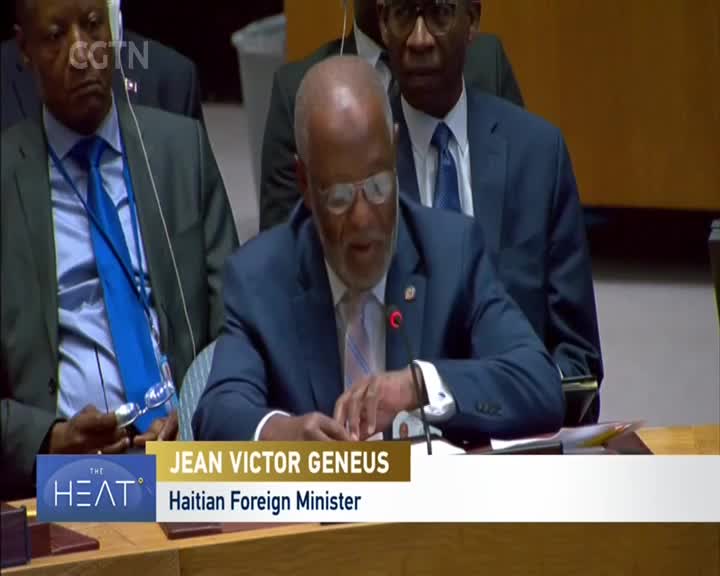 CGTN
JEAN VICTOR GENEUS
THE
HEAT
Haitian Foreign Minister